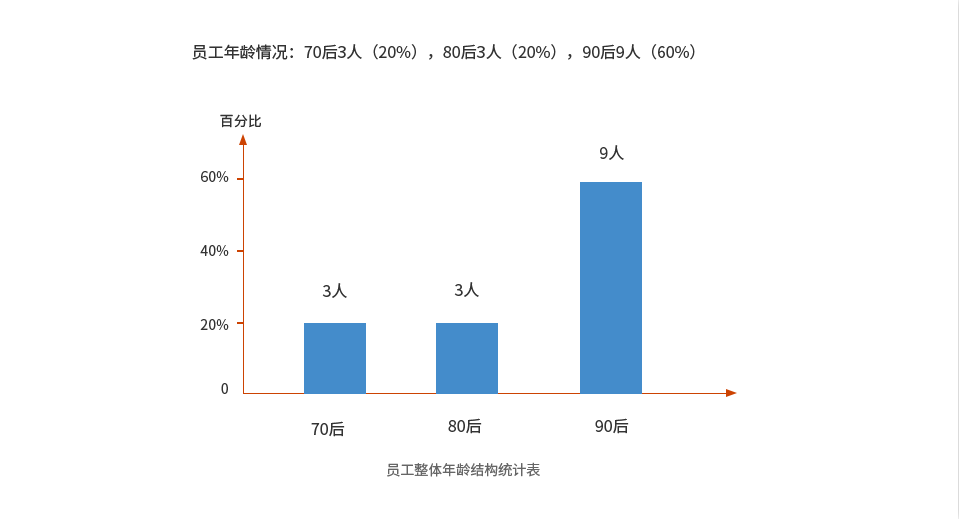 员工年龄情况：70后3人（20%），80后3人（20%），90后9人（60%）
百分比
9人
60%
40%
3人
3人
20%
0
70后
80后
90后
员工整体年龄结构统计表